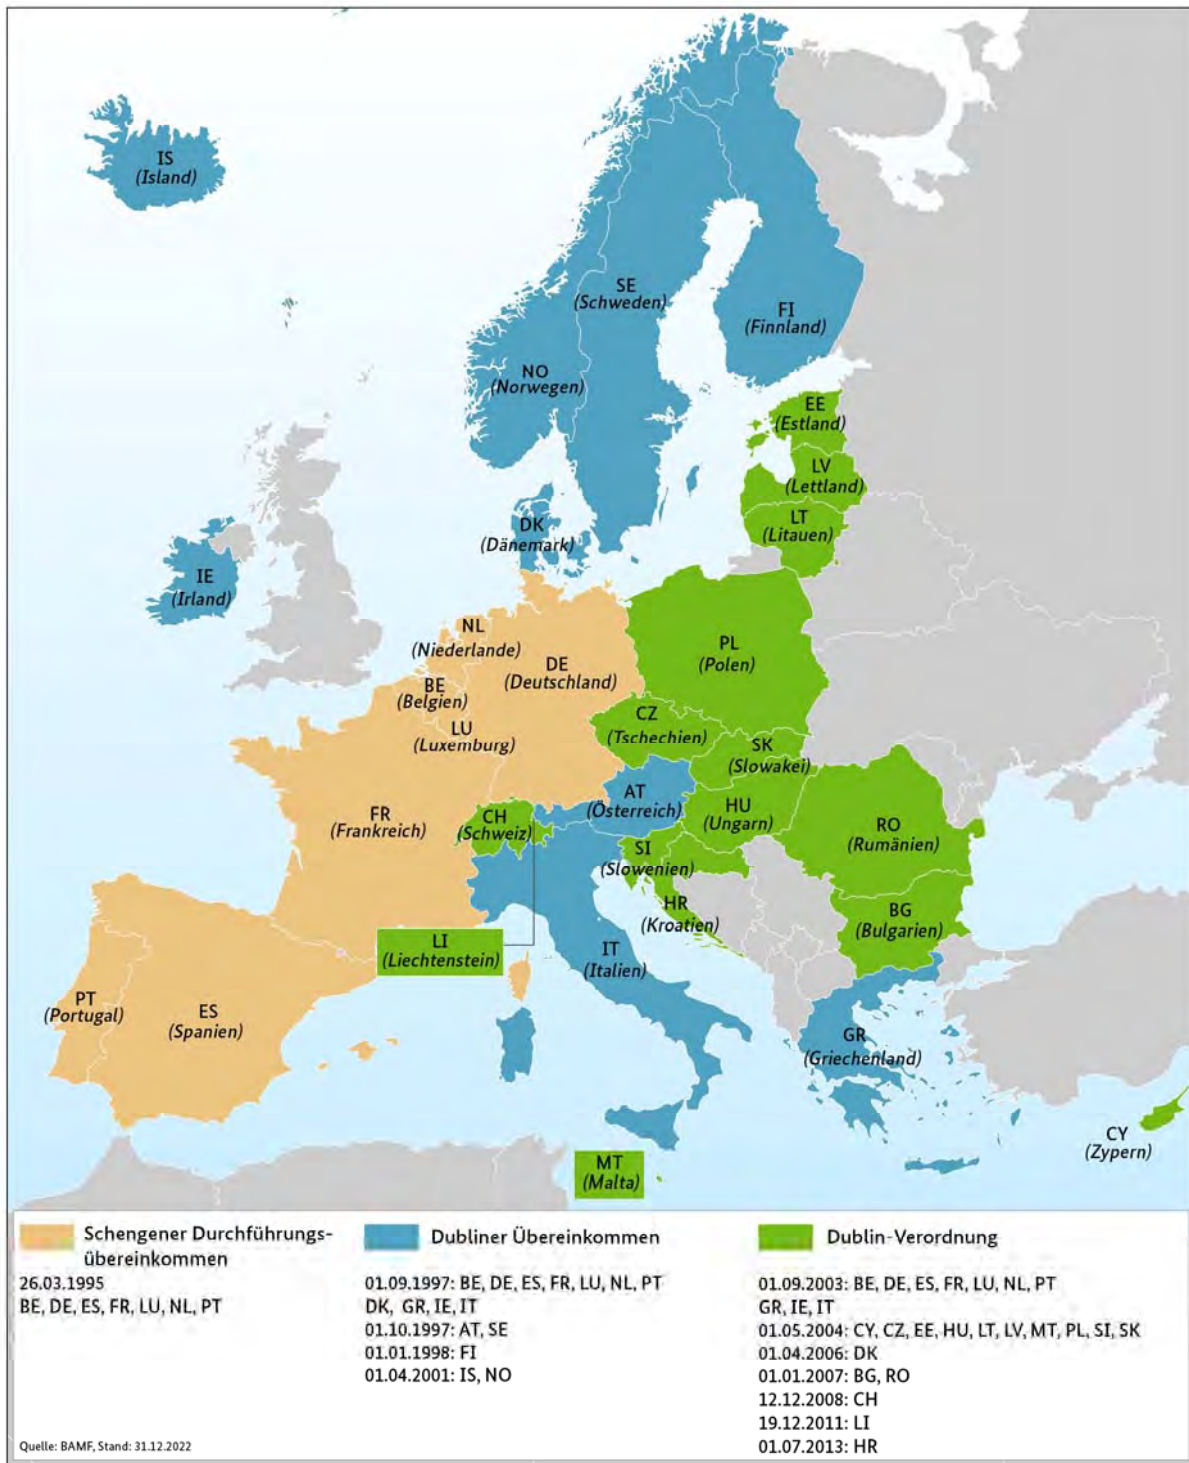 IS
(Island)
SE
(Schweden)
FI
(Finnland)
NO
(Norwegen)
EE
(Estland)
LV
(Lettland)
LT
(Litauen)
DK
(Dänemark)
IE
(Irland)
NL
(Niederlande)
DE
(Deutschland)
PL
(Polen)
BE
(Belgien)
LU
(Luxemburg)
CZ
(Tschechien)
SK
(Slowakei)
AT
(Österreich)
HU
(Ungarn)
FR
(Frankreich)
CH
(Schweiz)
RO
(Rumänien)
SI
(Slowenien)
HR
(Kroatien)
BG
(Bulgarien)
LI
(Liechtenstein)
IT
(Italien)
PT
(Portugal)
ES
(Spanien)
GR
(Griechenland)
CY
(Zypern)
MT
(Malta)
Schengener Durchführungs-
übereinkommen
26.03.1995
BE, DE, ES, FR, LU, NL, PT
Dubliner Übereinkommen
01.09.1997: BE, DE, ES, FR, LU, NL, PT
DK, GR, IE, IT
01.10.1997: AT, SE
01.01.1998: FI
01.04.2001: IS, NO
Dublin-Verordnung
01.09.2003: BE, DE, ES, FR, LU, NL, PT
GR, IE, IT
01.05.2004: CY, CZ, EE, HU, LT, LV, MT, PL, SI, SK
01.04.2006: DK
01.01.2007: BG, RO
12.12.2008: CH
19.12.2011: LI
01.07.2013: HR
Quelle: BAMF, Stand: 31.12.2022